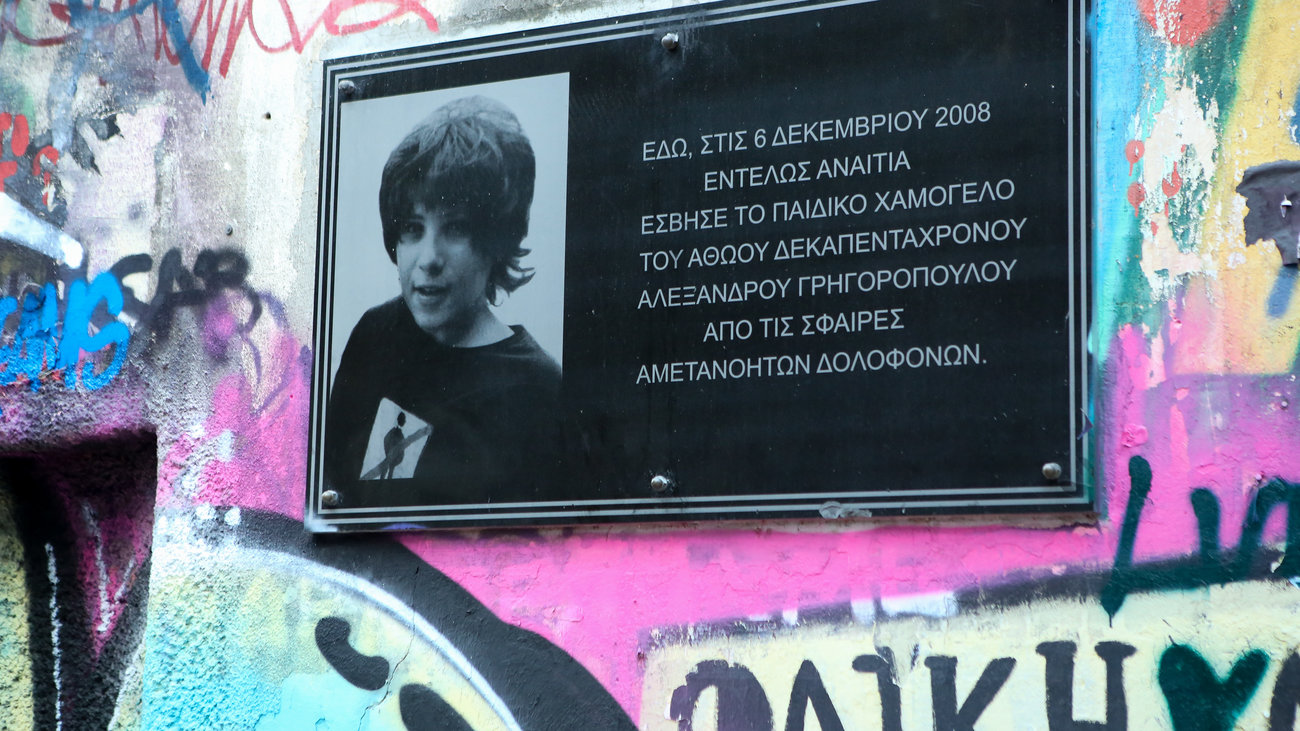 ΕΔΩ, ΣΤΙΣ 6 ΔΕΚΕΜΒΡΙΟΥ 2008
ΕΝΤΕΛΩΣ ΑΝΑΙΤΙΑ
ΕΣΒΗΣΕ ΤΟ ΠΑΙΔΙΚΟ ΧΑΜΟΓΕΛΟ
ΤΟΥ ΑΘΩΟΥ ΔΕΚΑΠΕΝΤΑΧΡΟΝΟΥ
ΑΛΕΞΑΝΔΡΟΥ ΓΡΗΓΟΡΟΠΟΥΛΟΥ
ΑΠΟ ΤΙΣ ΣΦΑΙΡΕΣ
ΑΜΕΤΑΝΟΗΤΩΝ ΔΟΛΟΦΟΝΩΝ.